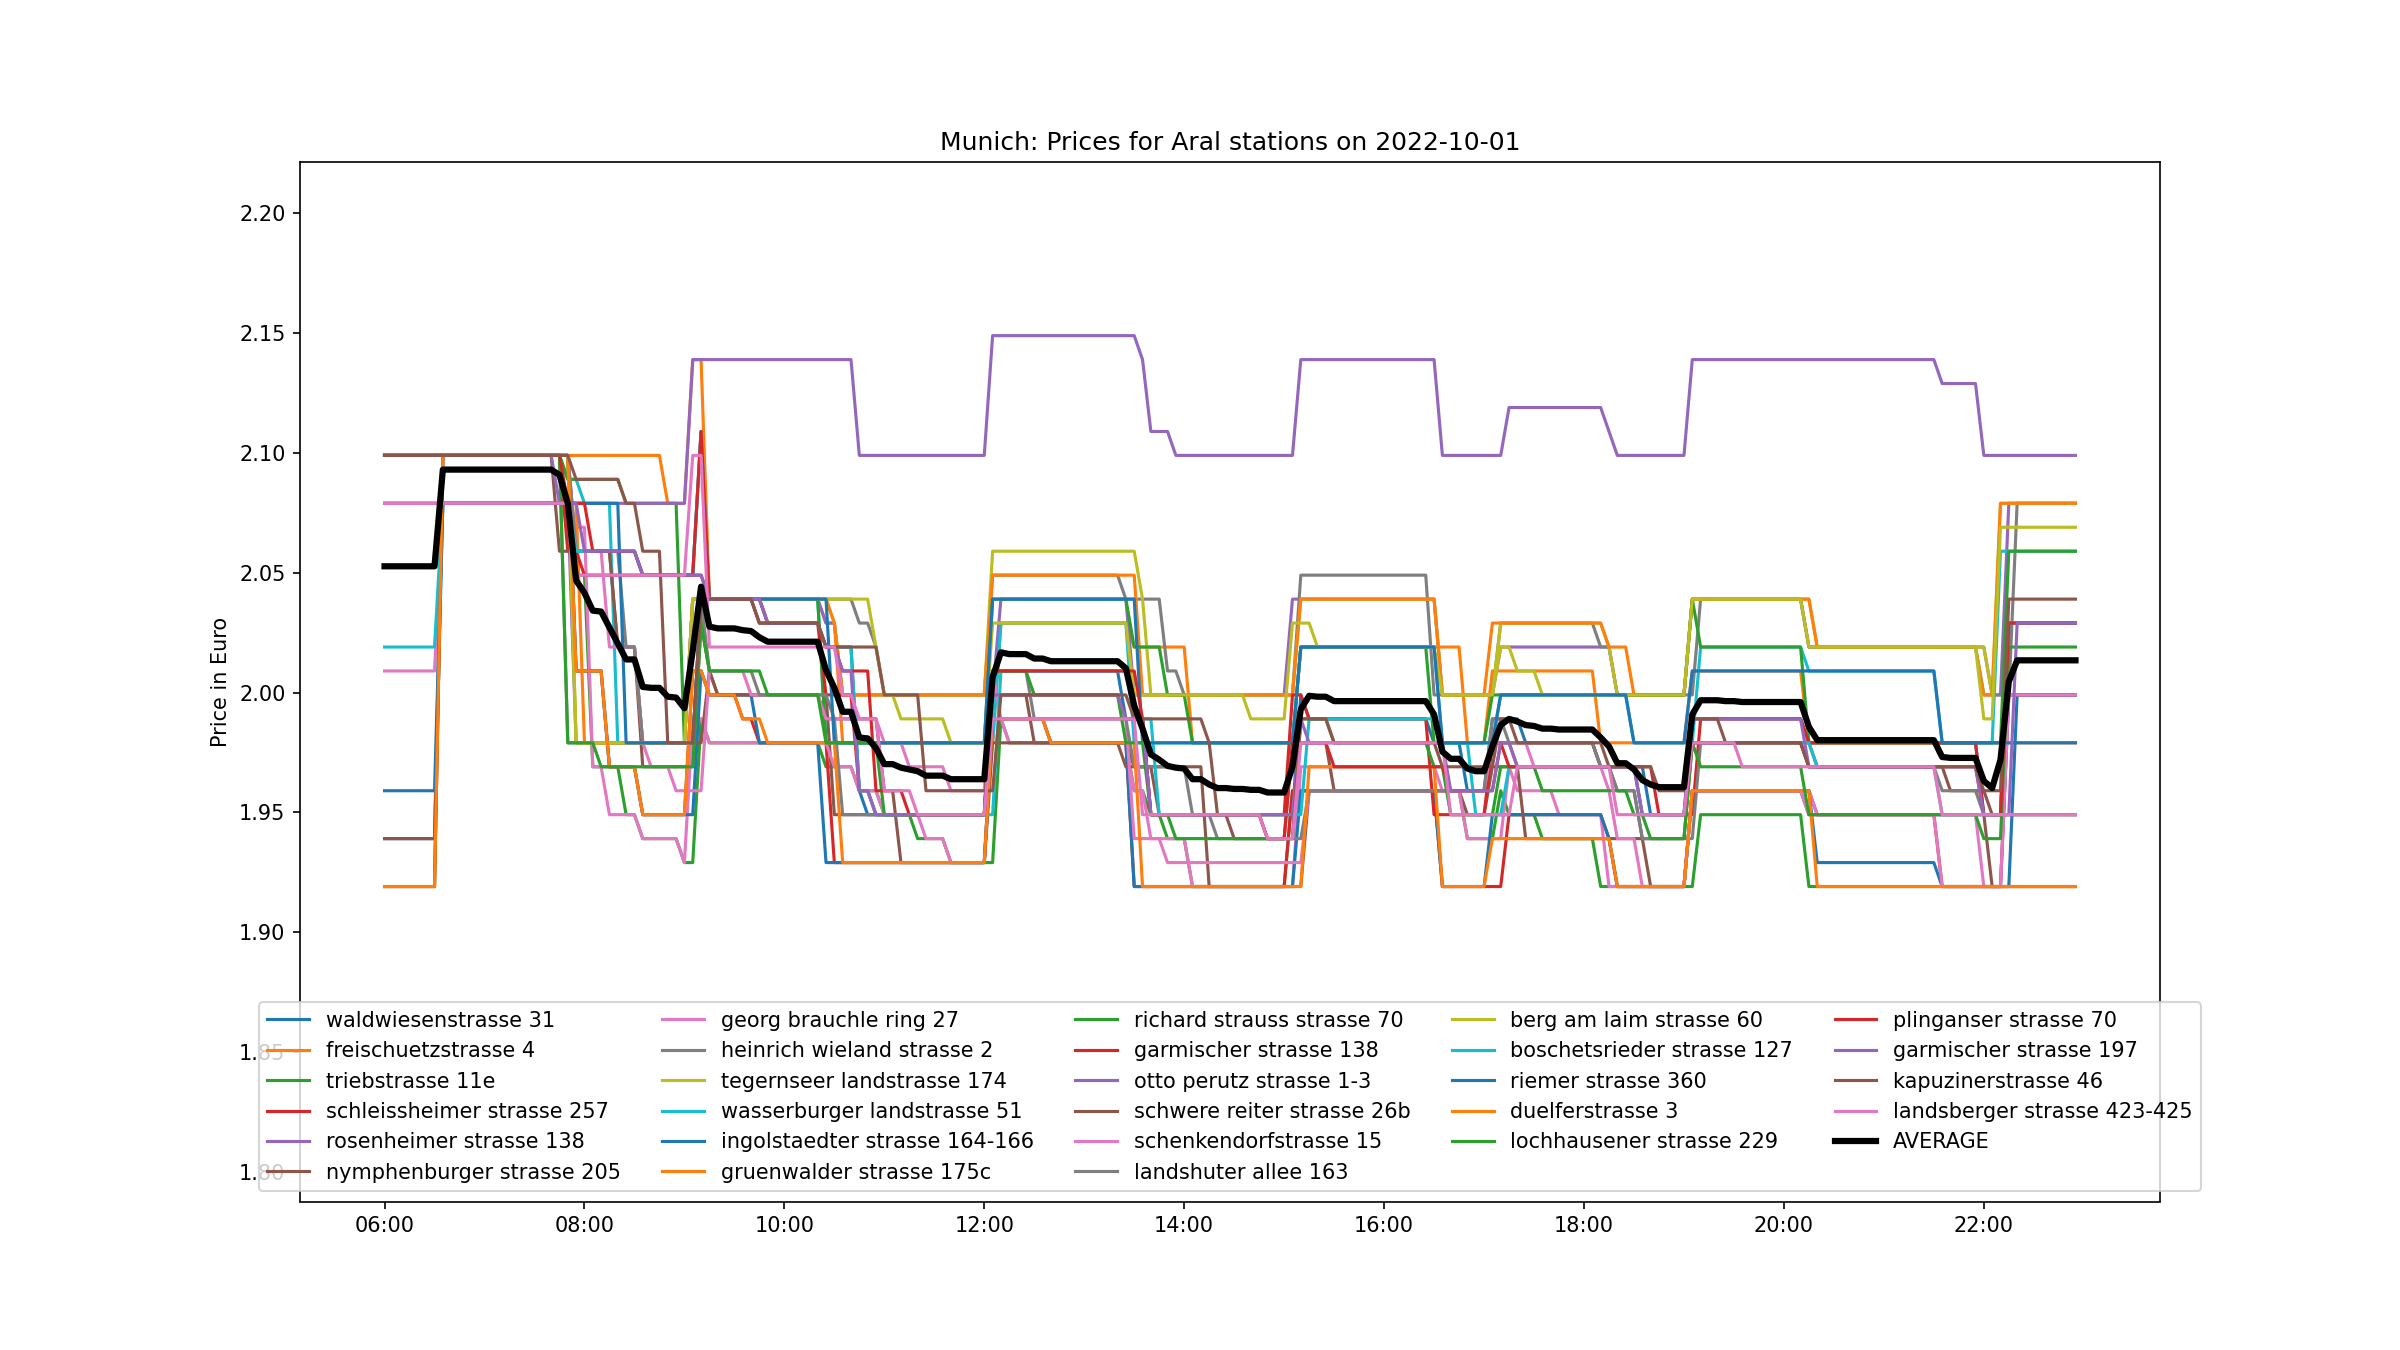 Munich: Prices for Aral stations on 2022-10-01
Price in Euro
2.20
2.15
2.10
2.05
2.00
1.95
1.90
1.85
1.80
waldwiesenstrasse 31
freischuetzstrasse 4
triebstrasse 11e
schleissheimer strasse 257
rosenheimer strasse 138
nymphenburger strasse 205
georg brauchle ring 27
heinrich wieland strasse 2
tegernseer landstrasse 174
wasserburger landstrasse 51
ingolstaedter strasse 164-166
gruenwalder strasse 175c
richard strauss strasse 70
garmischer strasse 138
otto perutz strasse 1-3
schwere reiter strasse 26b
schenkendorfstrasse 15
landshuter allee 163
berg am laim strasse 60
boschetsrieder strasse 127
riemer strasse 360
duelferstrasse 3
lochhausener strasse 229
plinganser strasse 70
garmischer strasse 197
kapuzinerstrasse 46
landsberger strasse 423-425
AVERAGE
06:00 08:00 10:00 12:00 14:00 16:00 18:00 20:00 22:00